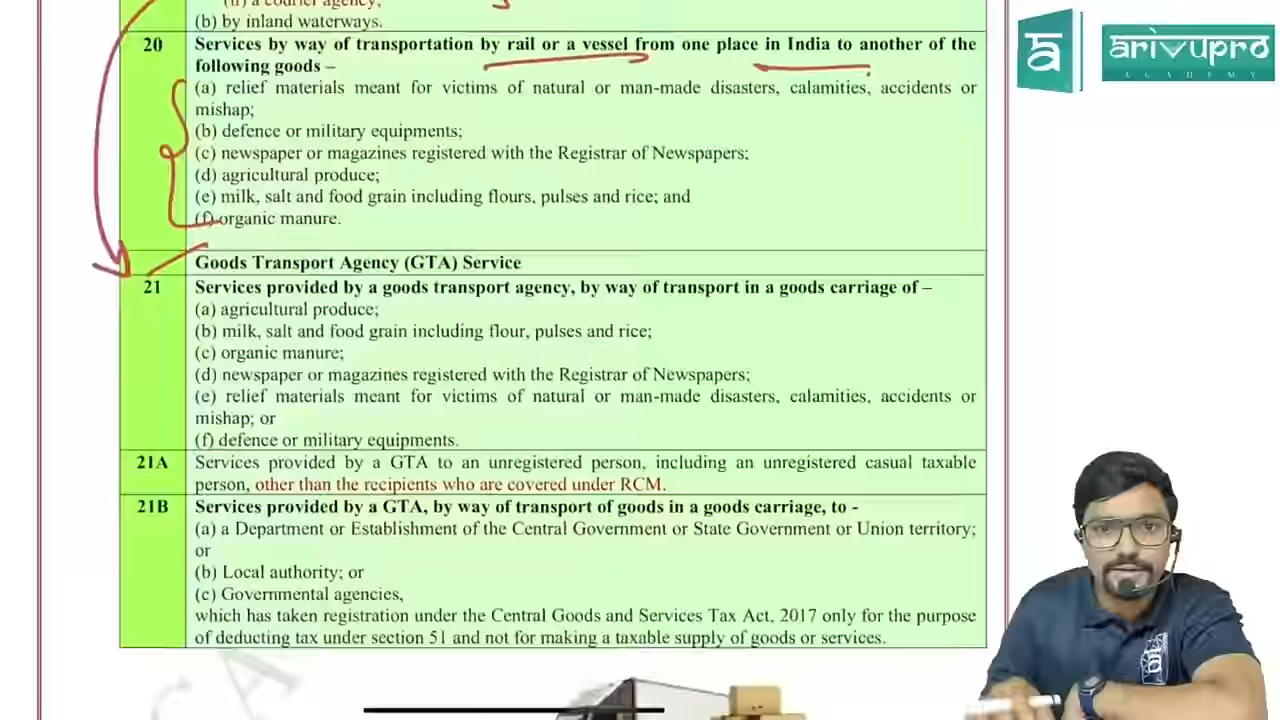 (ii) a courier agency;
(b) by inland waterways.
20 Services by way of transportation by rail or a vessel from one place in India to another of the
following goods –
(a) relief materials meant for victims of natural or man-made disasters, calamities, accidents or
mishap;
(b) defence or military equipments;
(c) newspaper or magazines registered with the Registrar of Newspapers;
(d) agricultural produce;
(e) milk, salt and food grain including flours, pulses and rice; and
(f) organic manure.
Goods Transport Agency (GTA) Service
21 Services provided by a goods transport agency, by way of transport in a goods carriage of –
(a) agricultural produce;
(b) milk, salt and food grain including flour, pulses and rice;
(c) organic manure;
(d) newspaper or magazines registered with the Registrar of Newspapers;
(e) relief materials meant for victims of natural or man-made disasters, calamities, accidents or
mishap; or
(f) defence or military equipments.
21A Services provided by a GTA to an unregistered person, including an unregistered casual taxable
person, other than the recipients who are covered under RCM.
21B Services provided by a GTA, by way of transport of goods in a goods carriage, to -
(a) a Department or Establishment of the Central Government or State Government or Union territory;
or
(b) Local authority; or
(c) Governmental agencies,
which has taken registration under the Central Goods and Services Tax Act, 2017 only for the purpose
of deducting tax under section 51 and not for making a taxable supply of goods or services.
CA
ā arivupro
ACADEMY